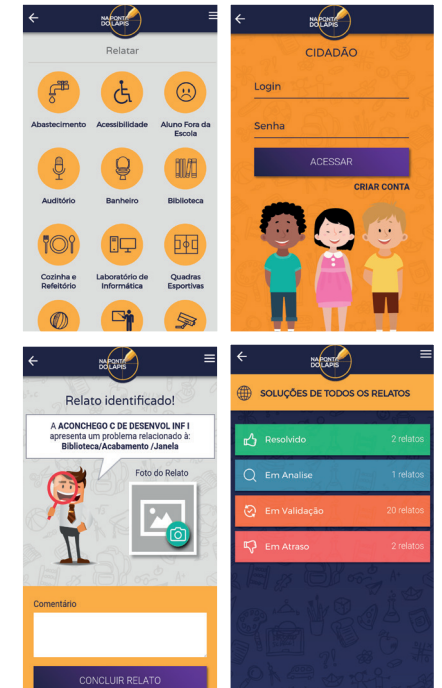 NA PONTA
DO LÁPIS
Relatar
Abastecimento
Acessibilidade
Aluno Fora da
Escola
Auditório
Banheiro
Biblioteca
Cozinha e
Refeitório
Laboratório de
Informática
Quadras
Esportivas
NA PONTA
DO LÁPIS
CIDADÃO
Login
Senha
ACESSAR
CRIAR CONTA
NA PONTA
DO LÁPIS
Relato identificado!
A ACONCHEGO C DE DESENVOL INF I
apresenta um problema relacionado à:
Biblioteca/Acabamento /Janela
Foto do Relato
Comentário
CONCLUIR RELATO
NA PONTA
DO LÁPIS
SOLUÇÕES DE TODOS OS RELATOS
Resolvido 2 relatos
Em Analise 1 relatos
Em Validação 20 relatos
Em Atraso 2 relatos